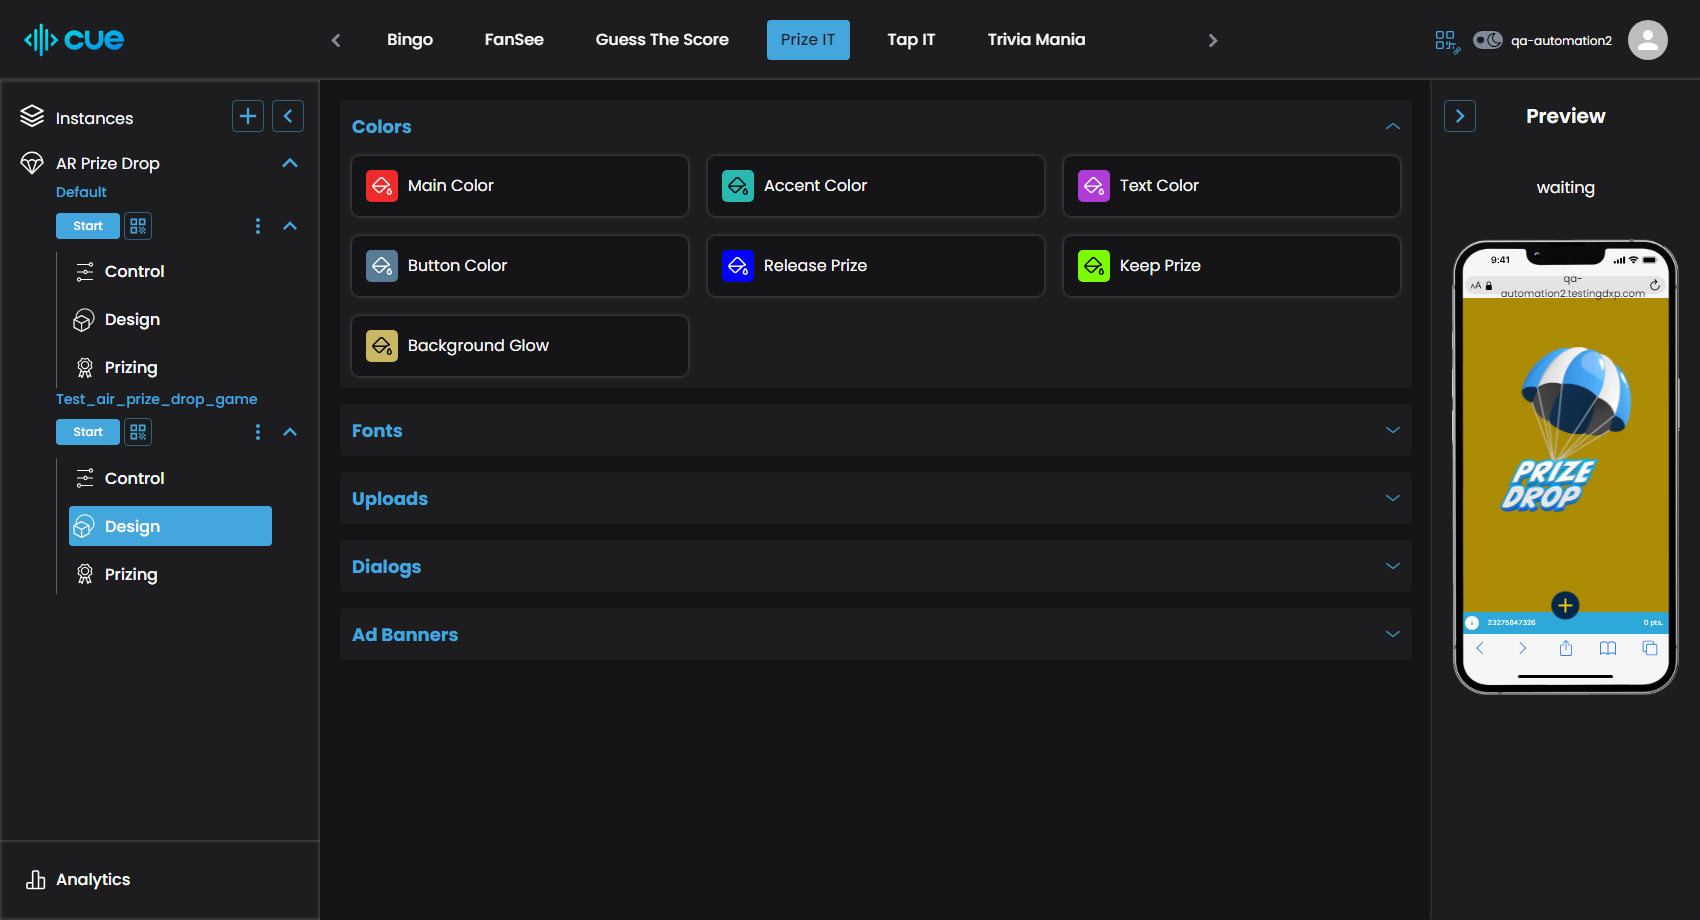 cue
Bingo
FanSee
Guess The Score
Prize IT
Tap IT
Trivia Mania
qa-automation2
Instances
AR Prize Drop
Default
Start
Control
Design
Prizing
Test_air_prize_drop_game
Start
Control
Design
Prizing
Analytics
Colors
Main Color
Accent Color
Text Color
Button Color
Release Prize
Keep Prize
Background Glow
Fonts
Uploads
Dialogs
Ad Banners
Preview
waiting
9:41
AA
qa-
automation2.testingdxp.com
PRIZE
DROP
23275847326
0 pts.